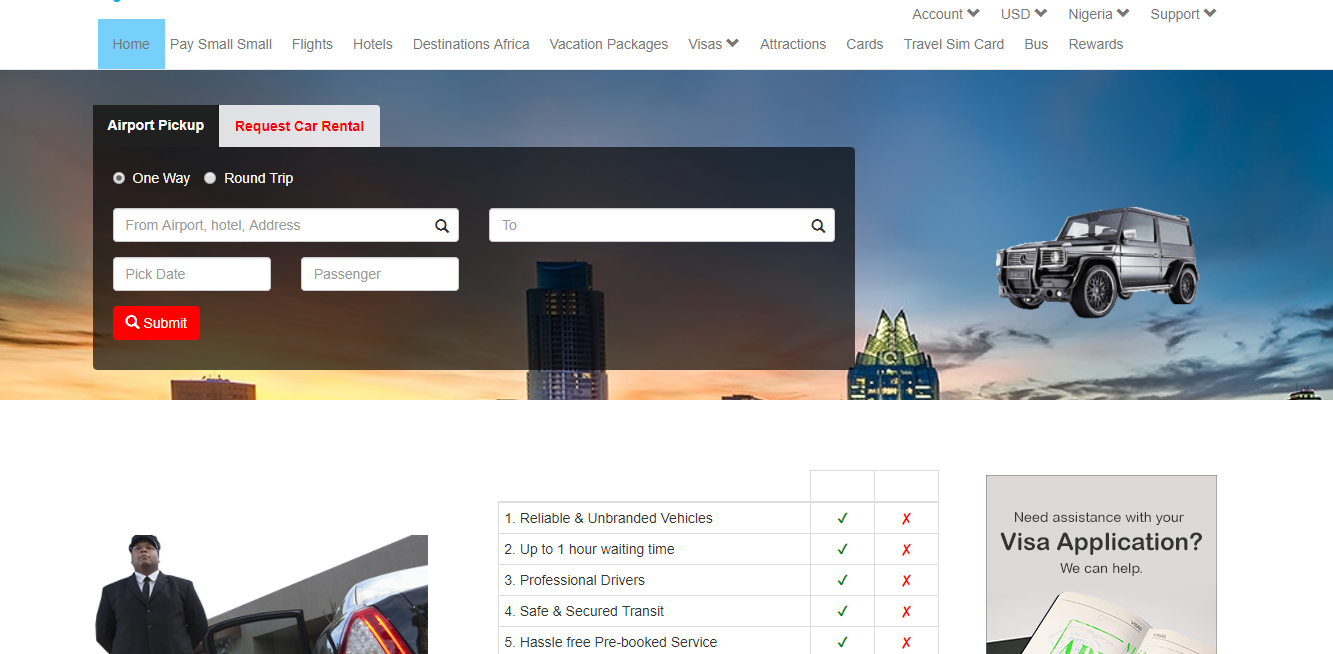 Account USD Nigeria Support
Home Pay Small Small Flights Hotels Destinations Africa Vacation Packages Visas Attractions Cards Travel Sim Card Bus Rewards
Airport Pickup Request Car Rental
One Way Round Trip
From Airport, hotel, Address To
Pick Date Passenger
Submit
1. Reliable & Unbranded Vehicles ✓ ✗
2. Up to 1 hour waiting time ✓ ✗
3. Professional Drivers ✓ ✗
4. Safe & Secured Transit ✓ ✗
5. Hassle free Pre-booked Service ✓ ✗
Need assistance with your
Visa Application?
We can help.
VISAS
VISAS